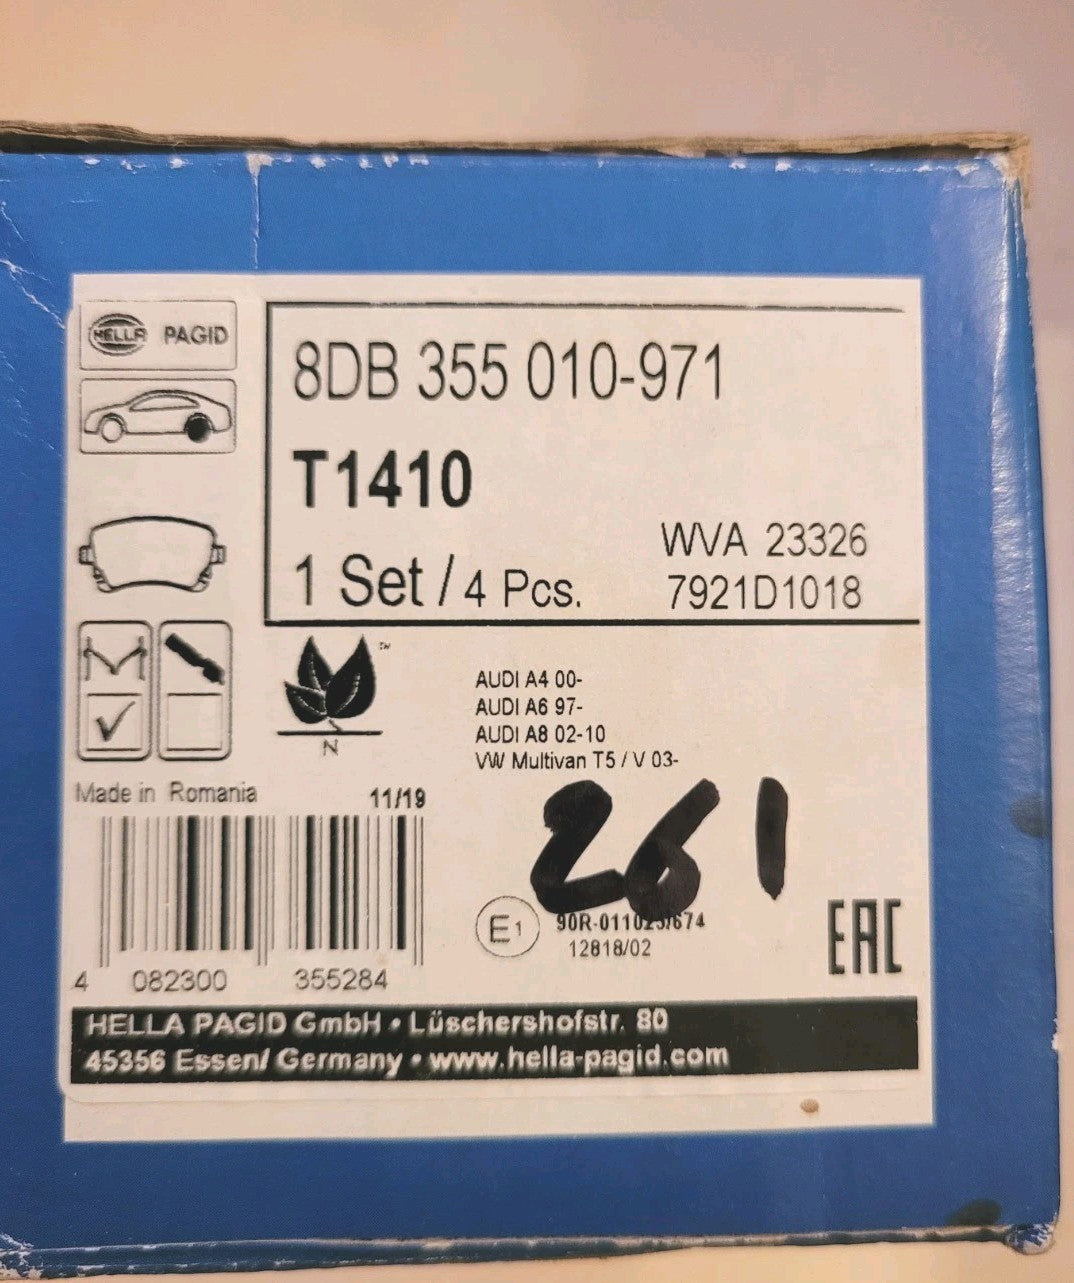 HELLA PAGID
8DB 355 010-971
T1410
WVA 23326
1 Set / 4 Pcs.
7921D1018
SM
N
AUDI A4 00-
AUDI A6 97-
AUDI A8 02-10
VW Multivan T5 / V 03-
Made in Romania
11/19
261
E1
12818/02
EAC
4 082300 355284
HELLA PAGID GmbH • Lüschershofstr. 80
45356 Essen/ Germany • www.hella-pagid.com